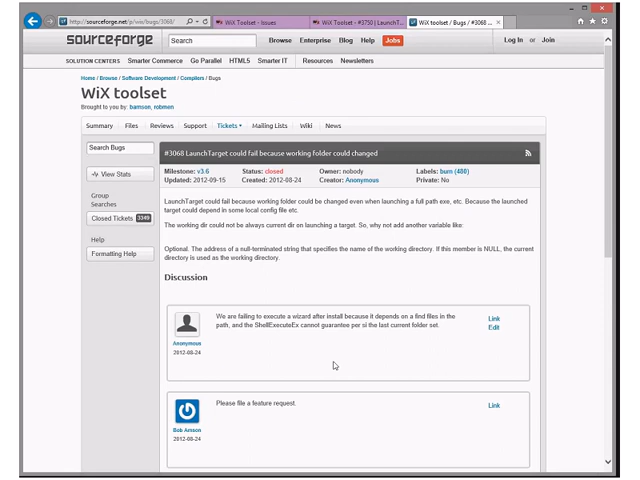 http://sourceforge.net/p/wix/bugs/3068/
WiX Toolset - Issues
WiX Toolset - #3750 | LaunchT...
WiX toolset / Bugs / #3068 ...
sourceforge
Search
Browse Enterprise Blog Help Jobs
Log In or Join
SOLUTION CENTERS Smarter Commerce Go Parallel HTML5 Smarter IT Resources Newsletters
Home / Browse / Software Development / Compilers / Bugs
WiX toolset
Brought to you by: barnson, robmen
Summary Files Reviews Support Tickets Mailing Lists Wiki News
Search Bugs
View Stats
Group
Searches
Closed Tickets 3349
Help
Formatting Help
#3068 LaunchTarget could fail because working folder could changed
Milestone: v3.6 Status: closed Owner: nobody Labels: burn (480)
Updated: 2012-09-15 Created: 2012-08-24 Creator: Anonymous Private: No
LaunchTarget could fail because working folder could be changed even when launching a full path exe, etc. Because the launched
target could depend in some local config file etc.
The working dir could not be always current dir on launching a target. So, why not add another variable like:
Optional. The address of a null-terminated string that specifies the name of the working directory. If this member is NULL, the current
directory is used as the working directory.
Discussion
We are failing to execute a wizard after install because it depends on a find files in the
path, and the ShellExecuteEx cannot guarantee por si the last current folder set.
Link
Edit
Anonymous
2012-08-24
Please file a feature request.
Link
Bob Arnson
2012-08-24